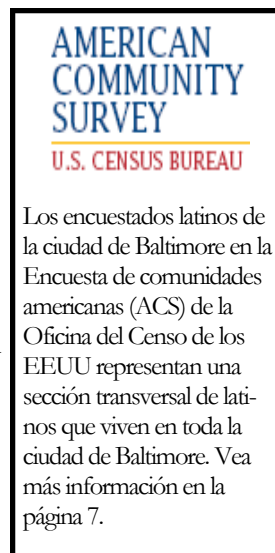 AMERICAN
COMMUNITY
SURVEY
U.S. CENSUS BUREAU
Los encuestados latinos de
la ciudad de Baltimore en la
Encuesta de comunidades
americanas (ACS) de la
Oficina del Censo de los
EEUU representan una
sección transversal de lati-
nos que viven en toda la
ciudad de Baltimore. Vea
más información en la
página 7.